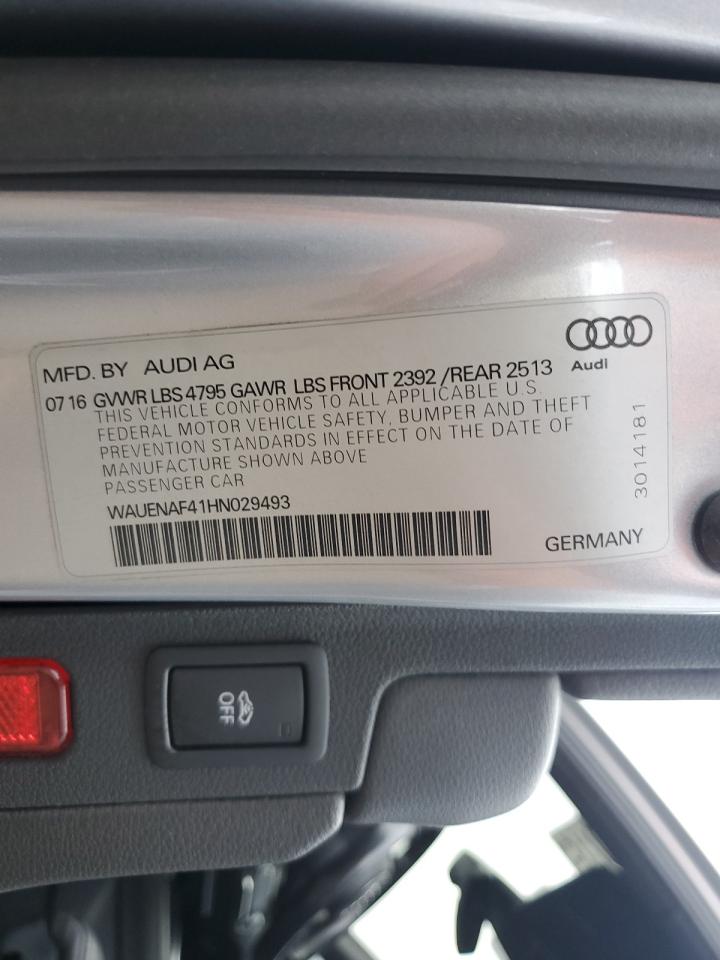 MFD. BY AUDI AG
Audi
07 16 GVWR LBS 4795 GAWR LBS FRONT 2392 /REAR 2513
THIS VEHICLE CONFORMS TO ALL APPLICABLE U.S.
FEDERAL MOTOR VEHICLE SAFETY, BUMPER AND THEFT
PREVENTION STANDARDS IN EFFECT ON THE DATE OF
MANUFACTURE SHOWN ABOVE
PASSENGER CAR
3014181
WAUENAF41HN029493
GERMANY
OFF